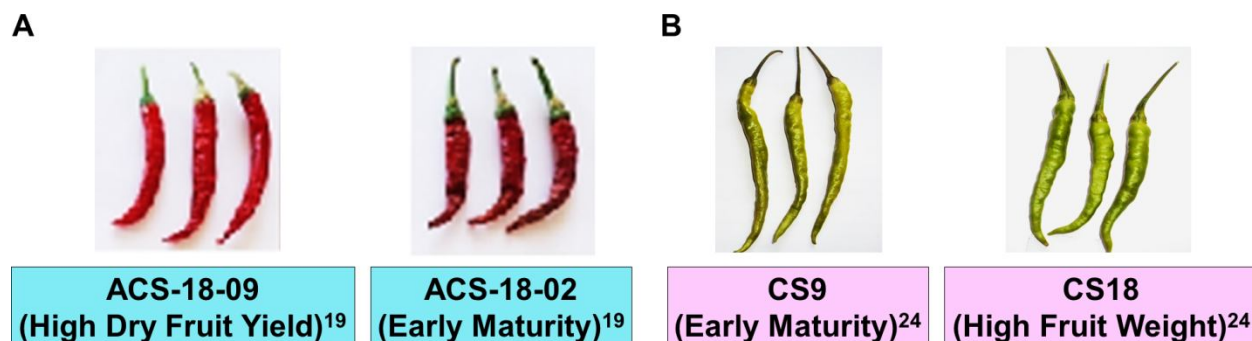 A
B
ACS-18-09
(High Dry Fruit Yield)19
ACS-18-02
(Early Maturity)19
CS9
(Early Maturity)24
CS18
(High Fruit Weight)24